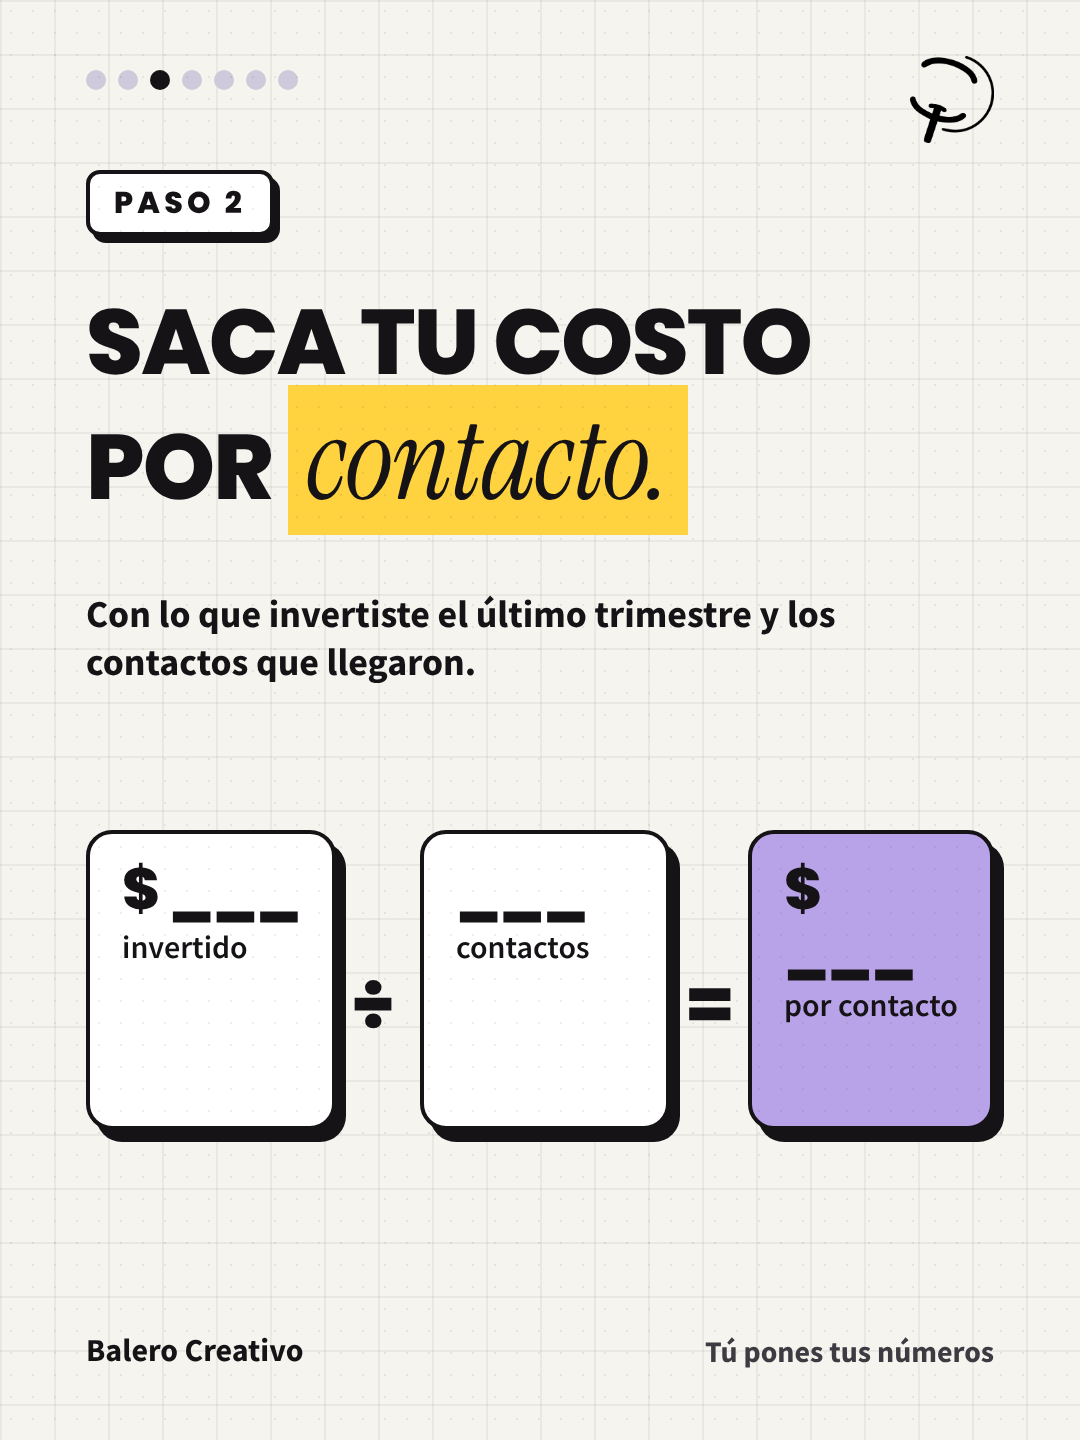 PASO 2
SACA TU COSTO
POR contacto.
Con lo que invertiste el último trimestre y los
contactos que llegaron.
$ ___
invertido
÷
___
contactos
=
$
___
por contacto
Balero Creativo
Tú pones tus números